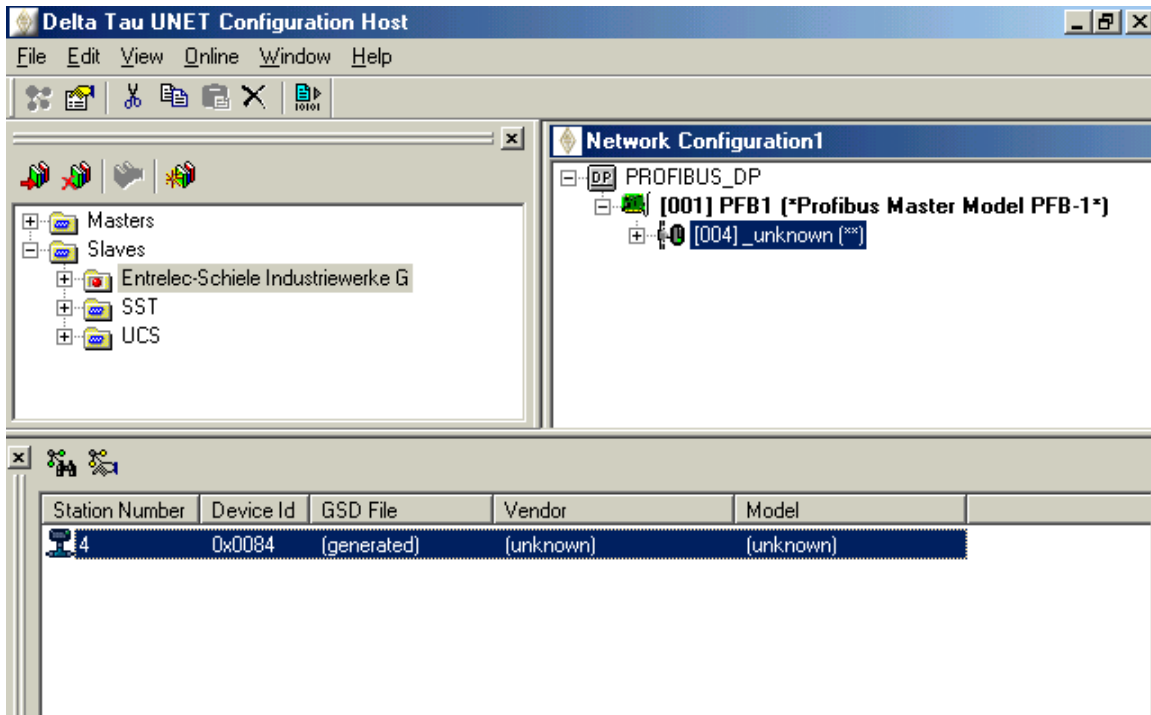 Delta Tau UNET Configuration Host
File Edit View Online Window Help
Masters
Slaves
Entrelec-Schiele Industriewerke G
SST
UCS
Network Configuration1
DP PROFIBUS_DP
[001] PFB1 (*Profibus Master Model PFB-1*)
[004] _unknown (**)
Station Number Device Id GSD File Vendor Model
4 0x0084 (generated) (unknown) (unknown)